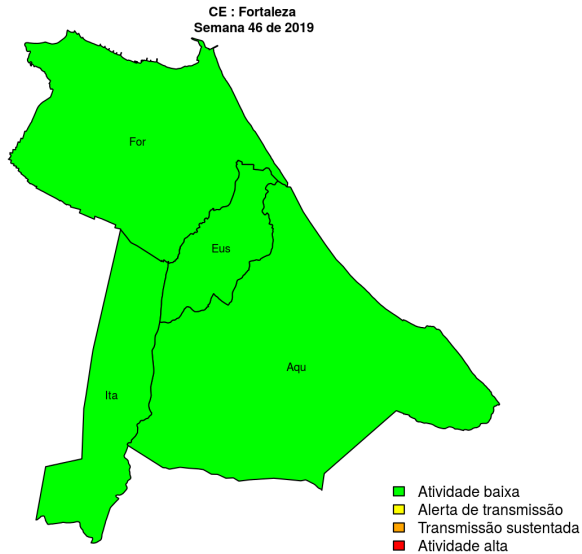 CE : Fortaleza
Semana 46 de 2019
For
Eus
Aqu
Ita
Atividade baixa
Alerta de transmissão
Transmissão sustentada
Atividade alta